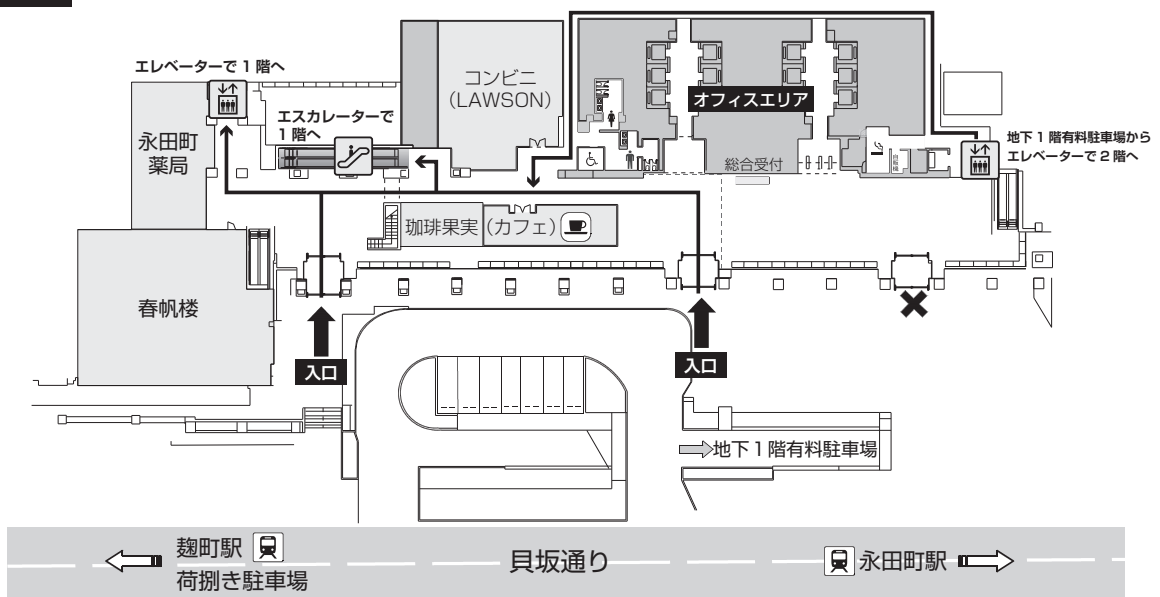 エレベーターで 1 階へ
エスカレーターで
1 階へ
コンビニ
(LAWSON)
オフィスエリア
地下 1 階有料駐車場から
エレベーターで 2 階へ
永田町
薬局
総合受付
珈琲果実
(カフェ)
春帆楼
入口
入口
地下 1 階有料駐車場
麹町駅
荷捌き駐車場
貝坂通り
永田町駅